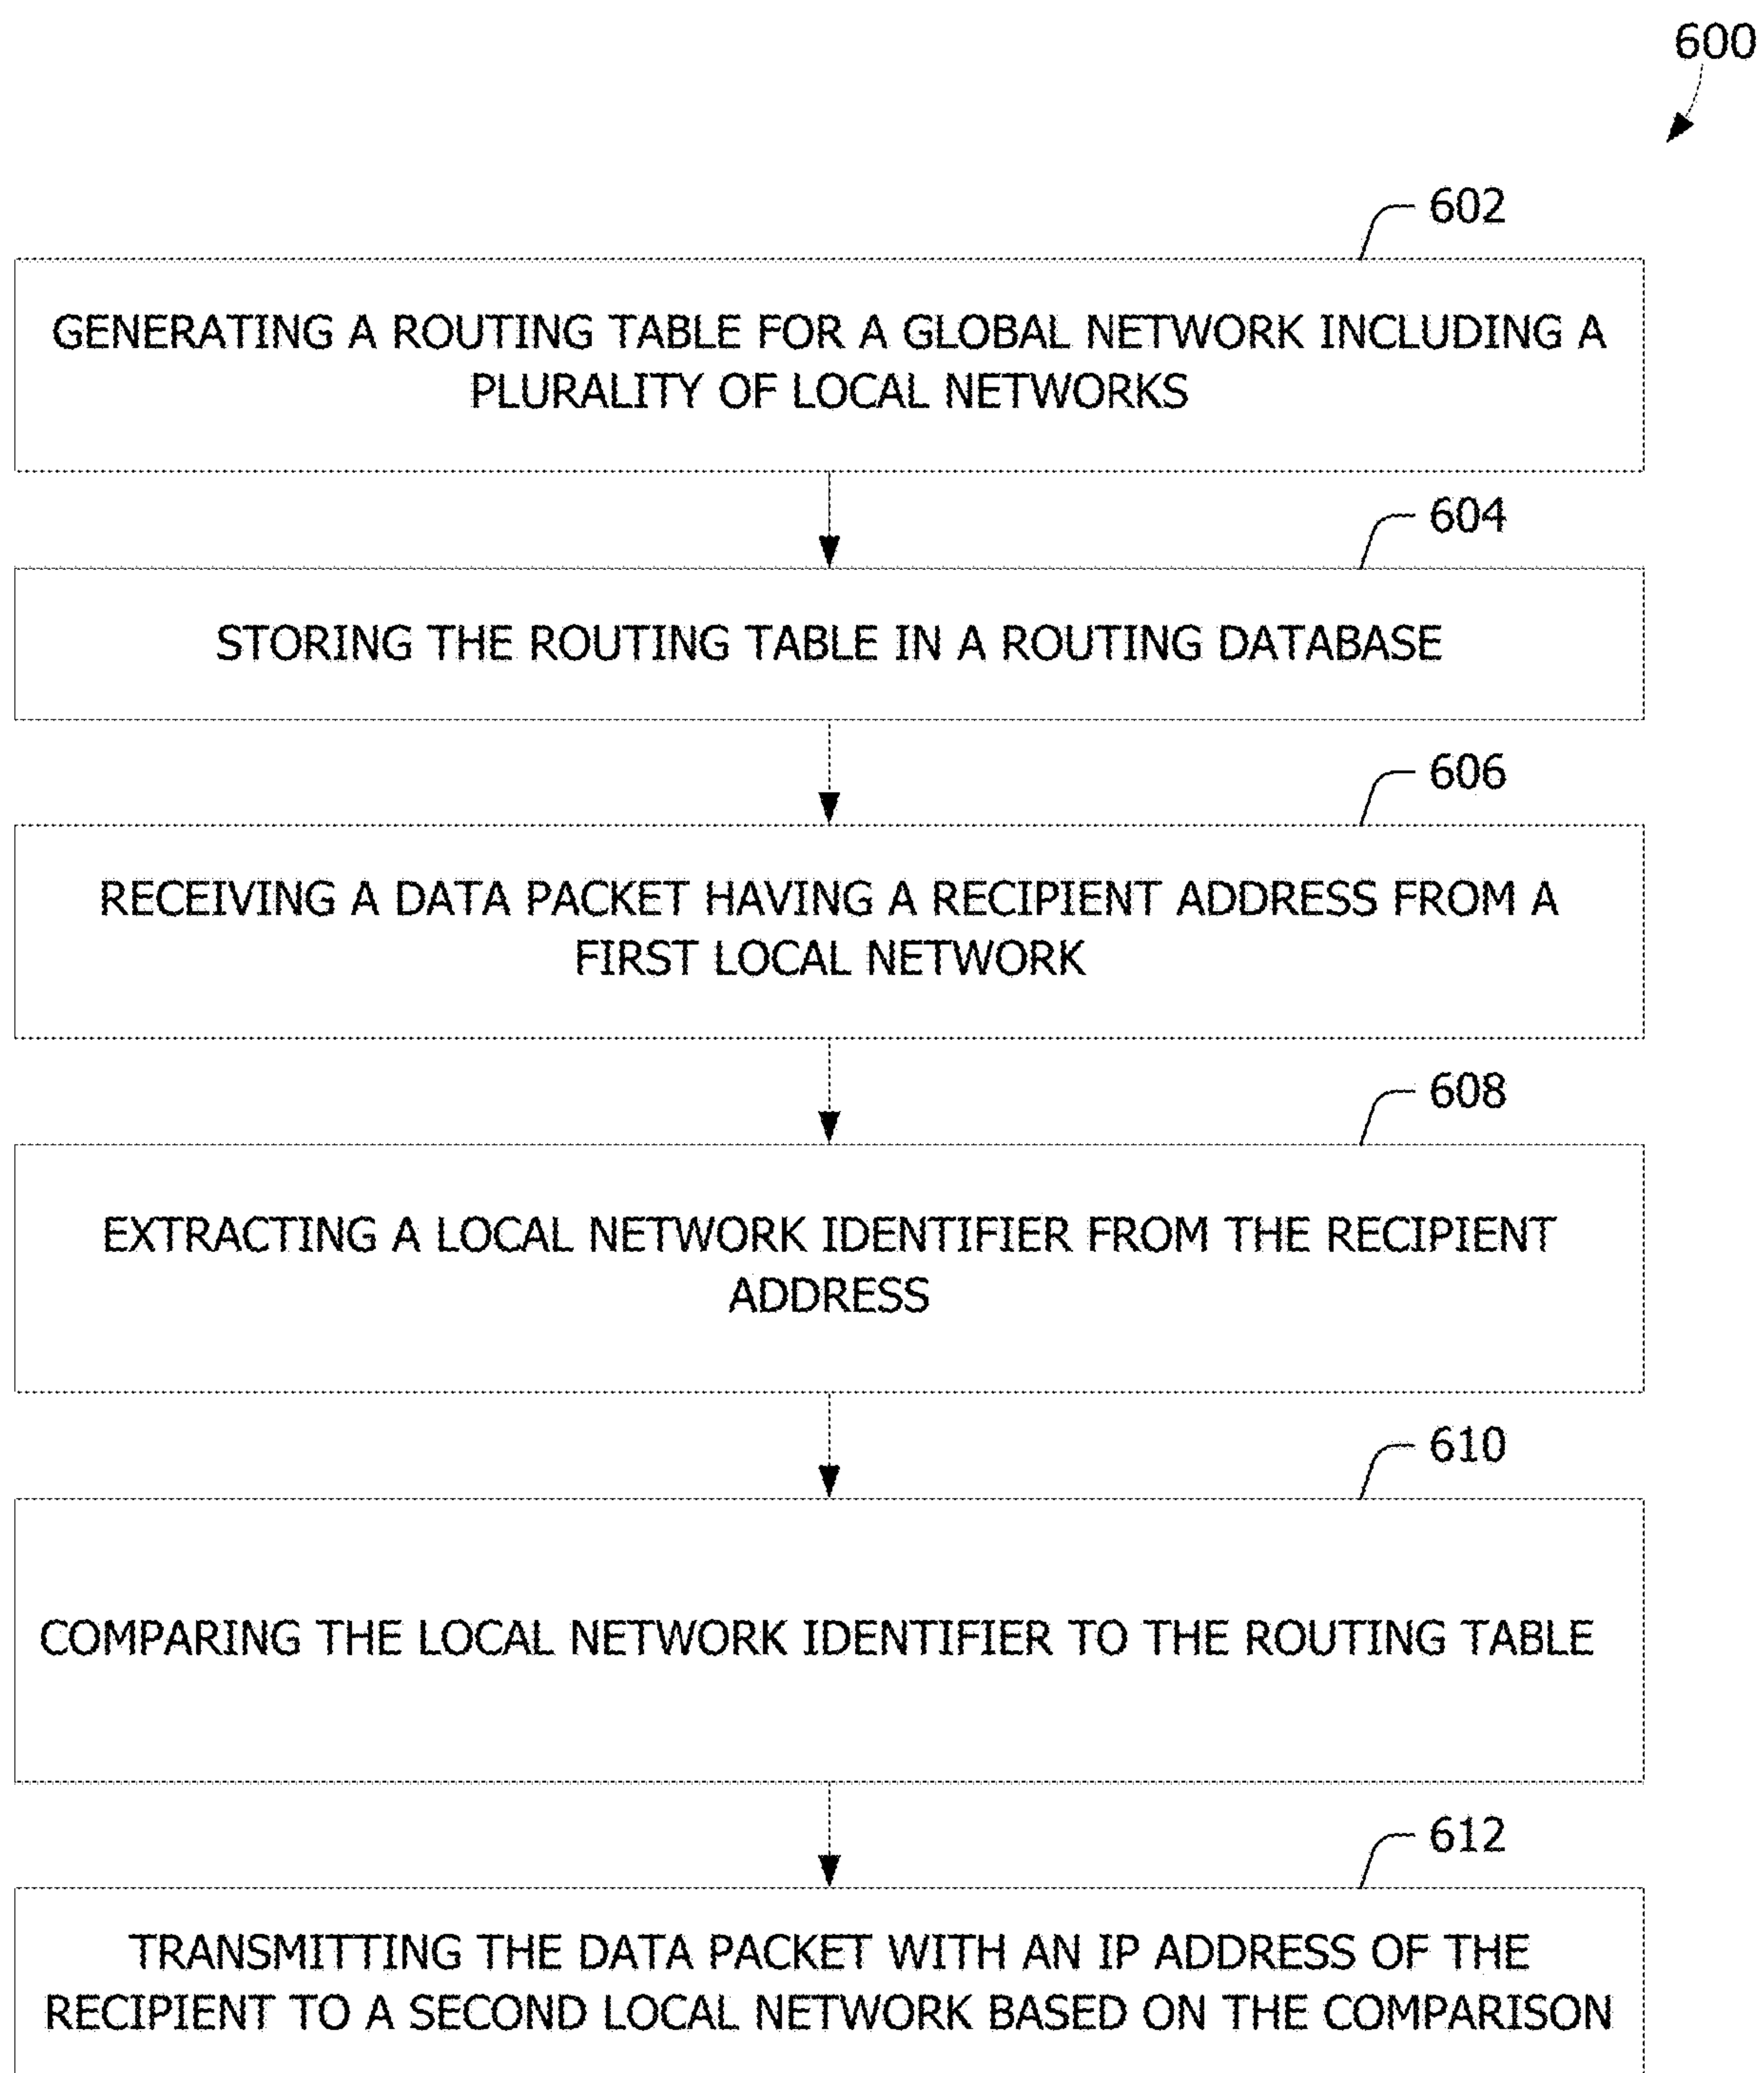 600
602
GENERATING A ROUTING TABLE FOR A GLOBAL NETWORK INCLUDING A
PLURALITY OF LOCAL NETWORKS
604
STORING THE ROUTING TABLE IN A ROUTING DATABASE
606
RECEIVING A DATA PACKET HAVING A RECIPIENT ADDRESS FROM A
FIRST LOCAL NETWORK
608
EXTRACTING A LOCAL NETWORK IDENTIFIER FROM THE RECIPIENT
ADDRESS
610
COMPARING THE LOCAL NETWORK IDENTIFIER TO THE ROUTING TABLE
612
TRANSMITTING THE DATA PACKET WITH AN IP ADDRESS OF THE
RECIPIENT TO A SECOND LOCAL NETWORK BASED ON THE COMPARISON